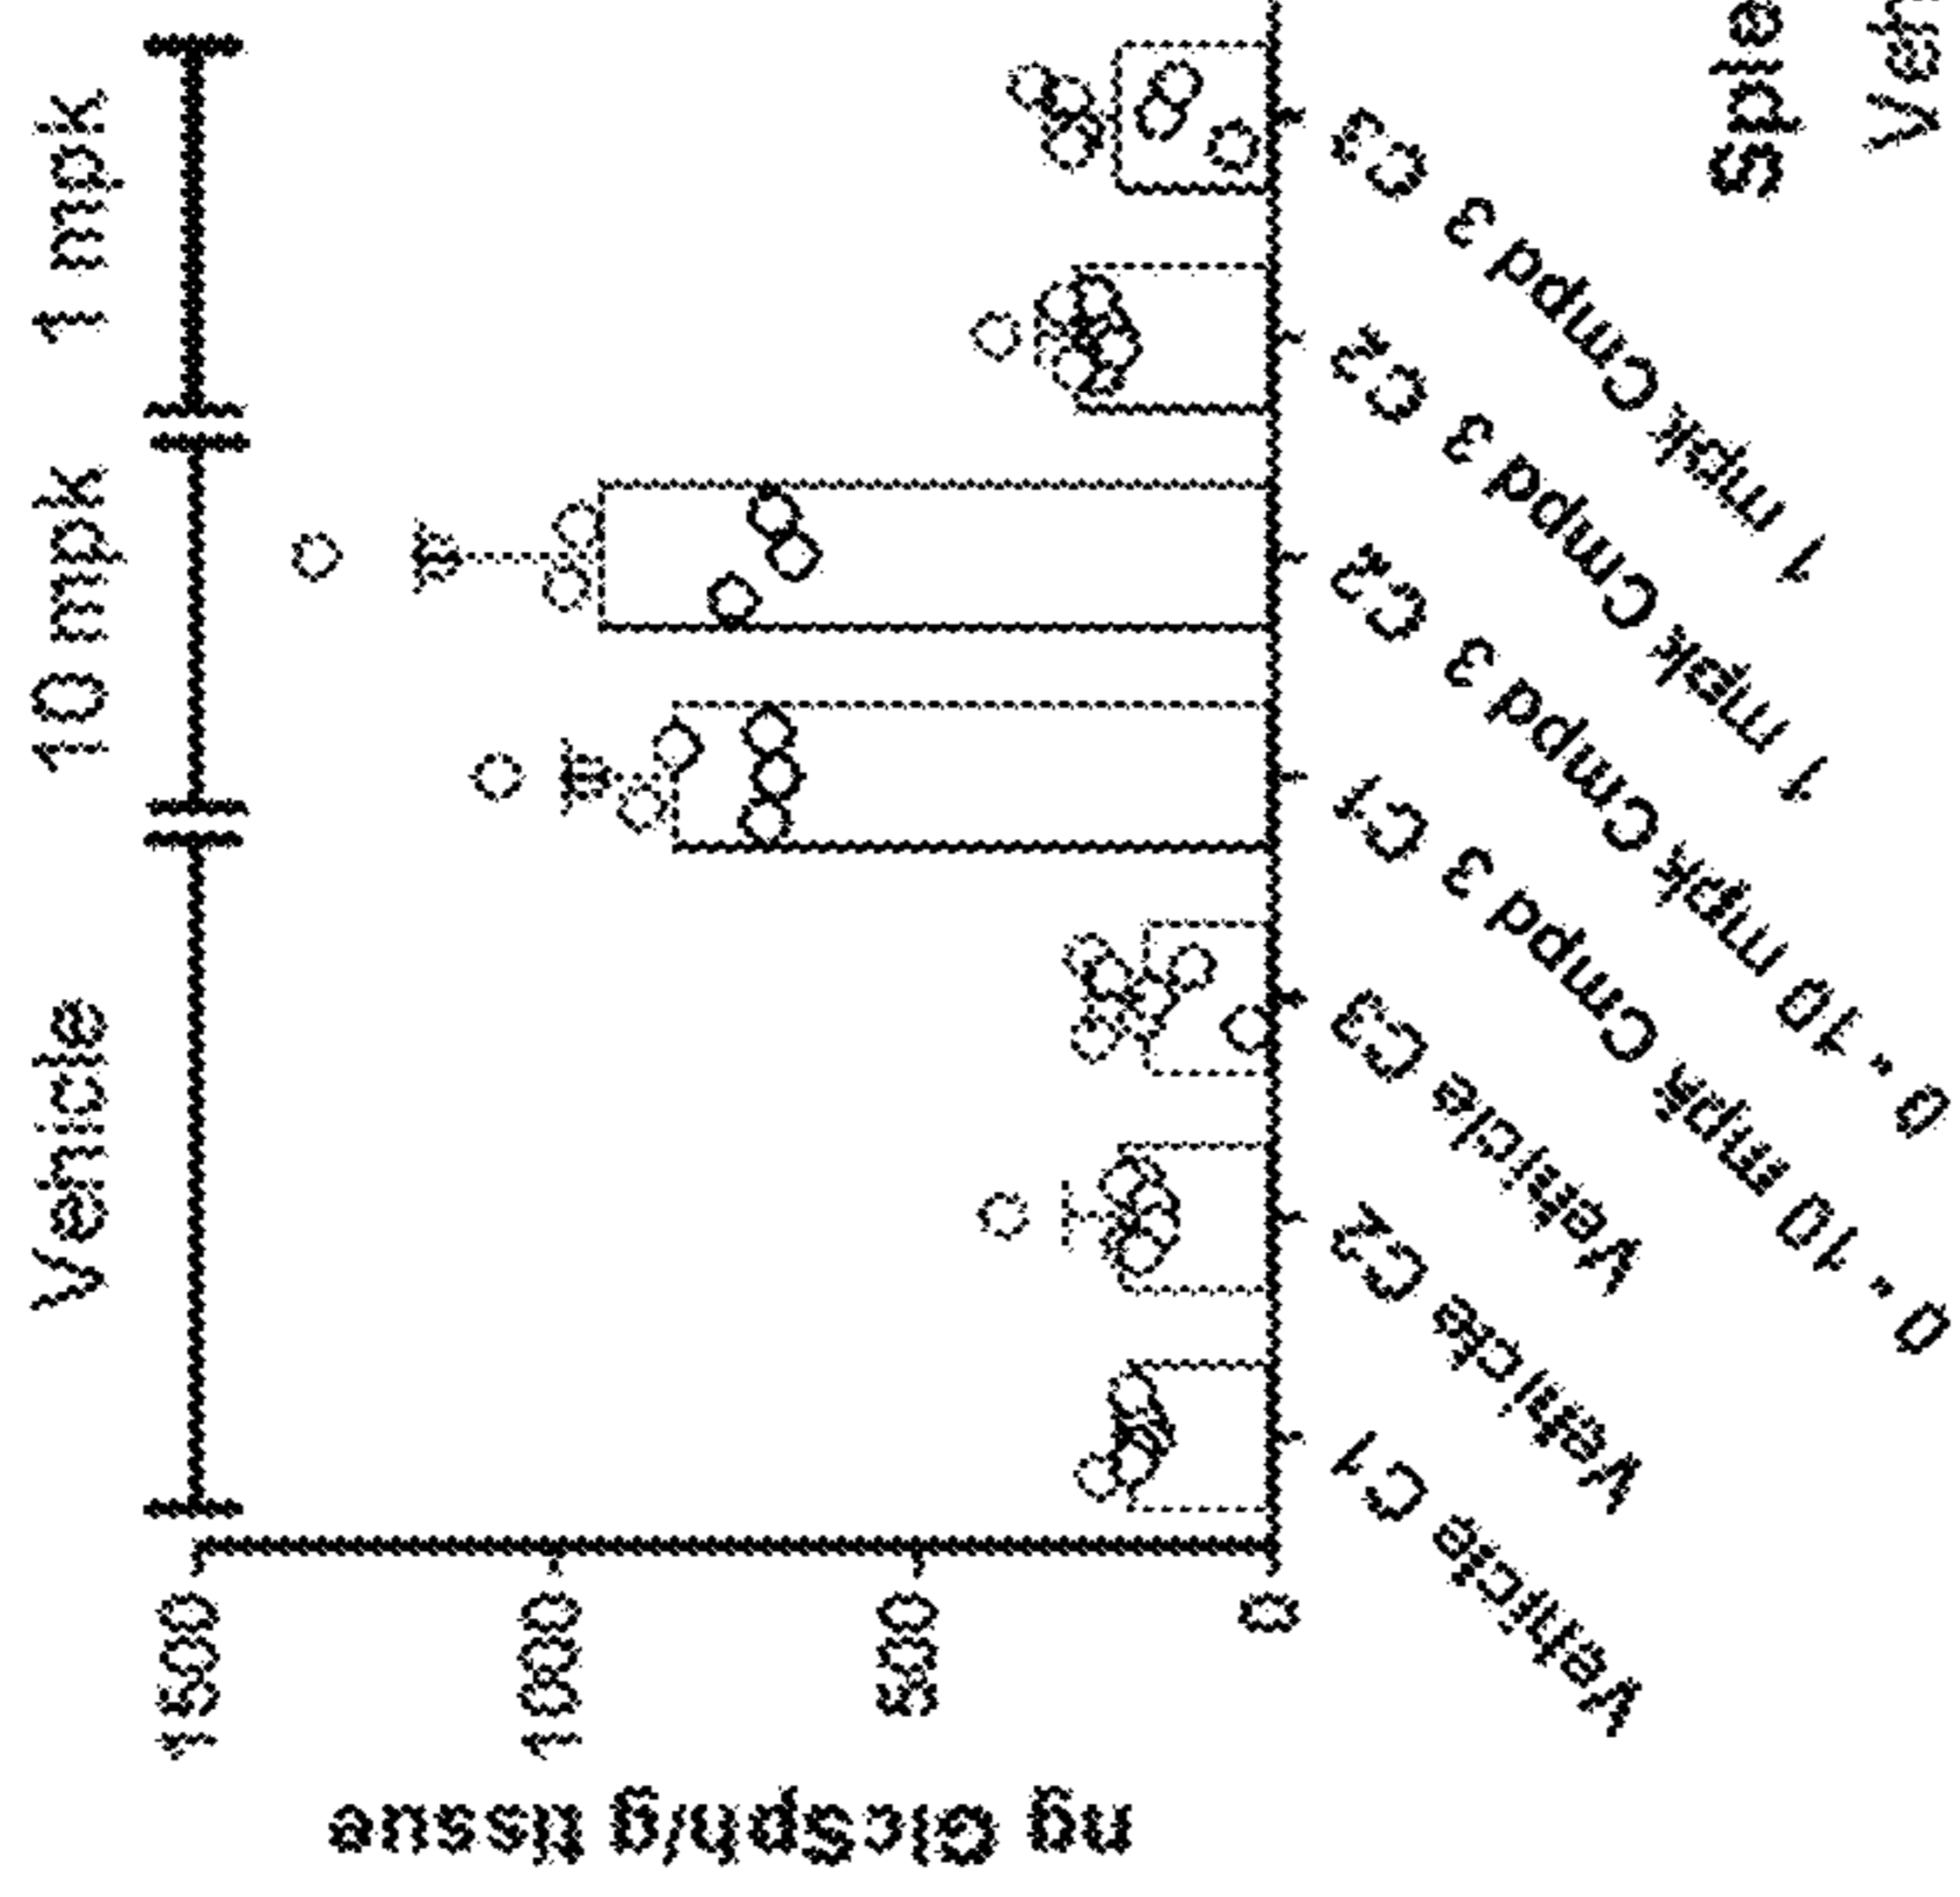 Vehicle
10 mpk
1 mpk
1500
1000
500
0
ng GlcSph/g tissue
Vehicle C1
Vehicle C2
Vehicle C3
0 - 10 mpk Cmpd 3 C1
0 - 10 mpk Cmpd 3 C2
1 mpk Cmpd 3 C2
1 mpk Cmpd 3 C3